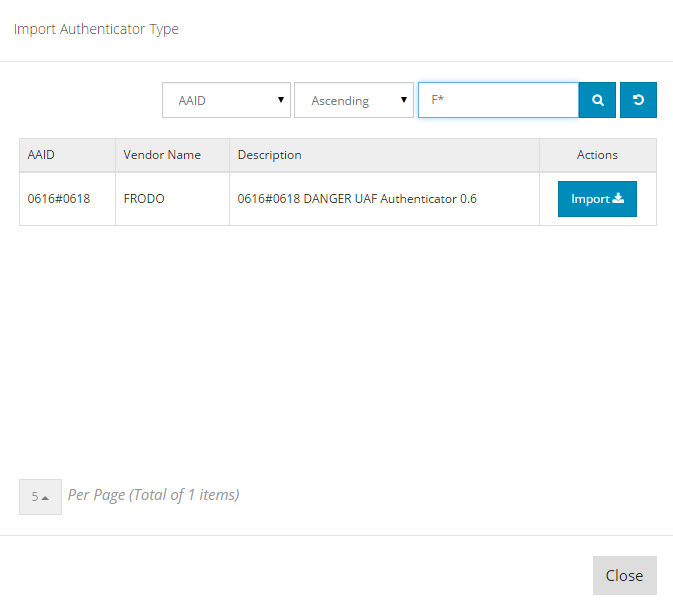 Import Authenticator Type
AAID Ascending F*
AAID Vendor Name Description Actions
0616#0618 FRODO 0616#0618 DANGER UAF Authenticator 0.6 Import
5 Per Page (Total of 1 items)
Close